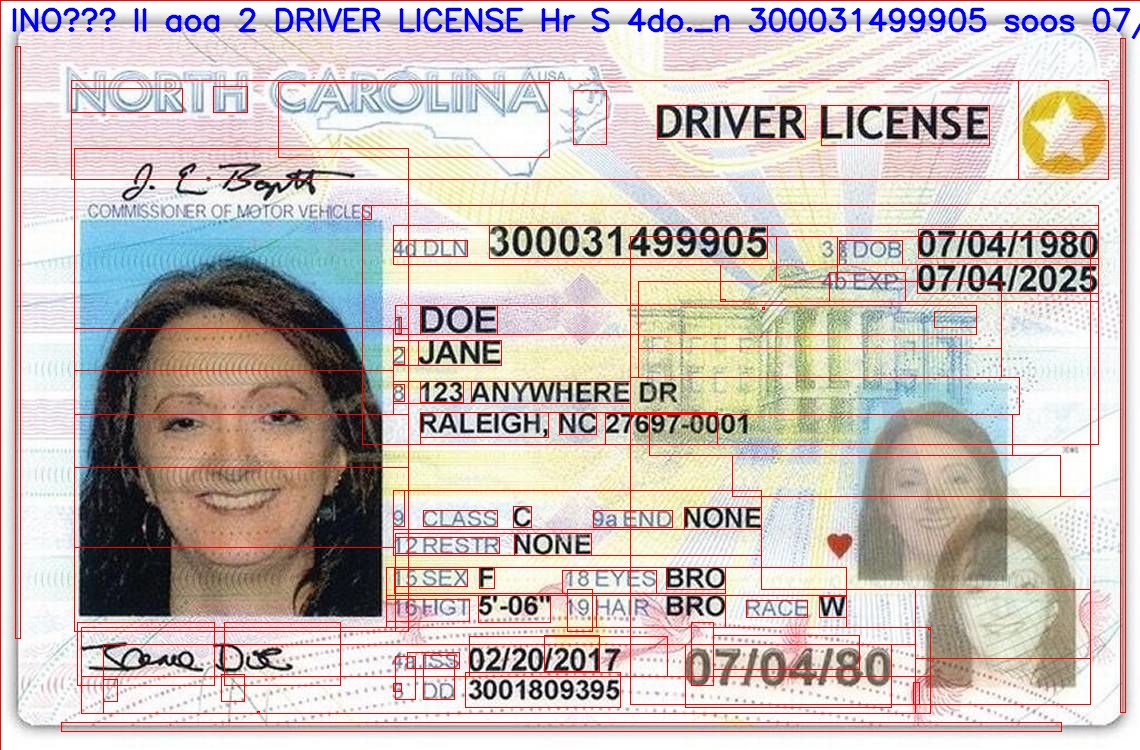 INO??? II aoa 2 DRIVER LICENSE Hr S 4do._n 300031499905 soos 07/
NORTH CAROLINA USA
DRIVER LICENSE
J. E. Boyette
COMMISSIONER OF MOTOR VEHICLES
4d DLN 300031499905 3 DOB 07/04/1980
4b EXP 07/04/2025
1 DOE
2 JANE
8 123 ANYWHERE DR
RALEIGH, NC 27697-0001
9 CLASS C 9a END NONE
12 RESTR NONE
15 SEX F 18 EYES BRO
16 HGT 5'-06" 19 HAIR BRO RACE W
Jane Doe
4a ISS 02/20/2017 07/04/80
5 DD 3001809395